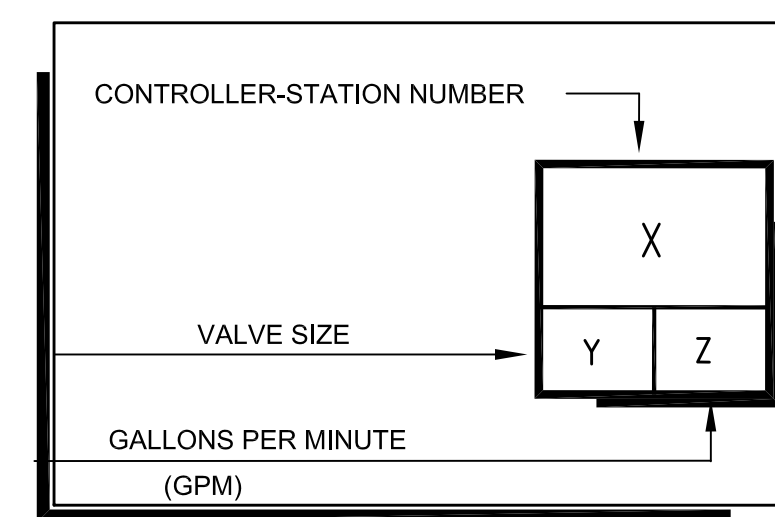 CONTROLLER-STATION NUMBER
X
VALVE SIZE
Y Z
GALLONS PER MINUTE
(GPM)